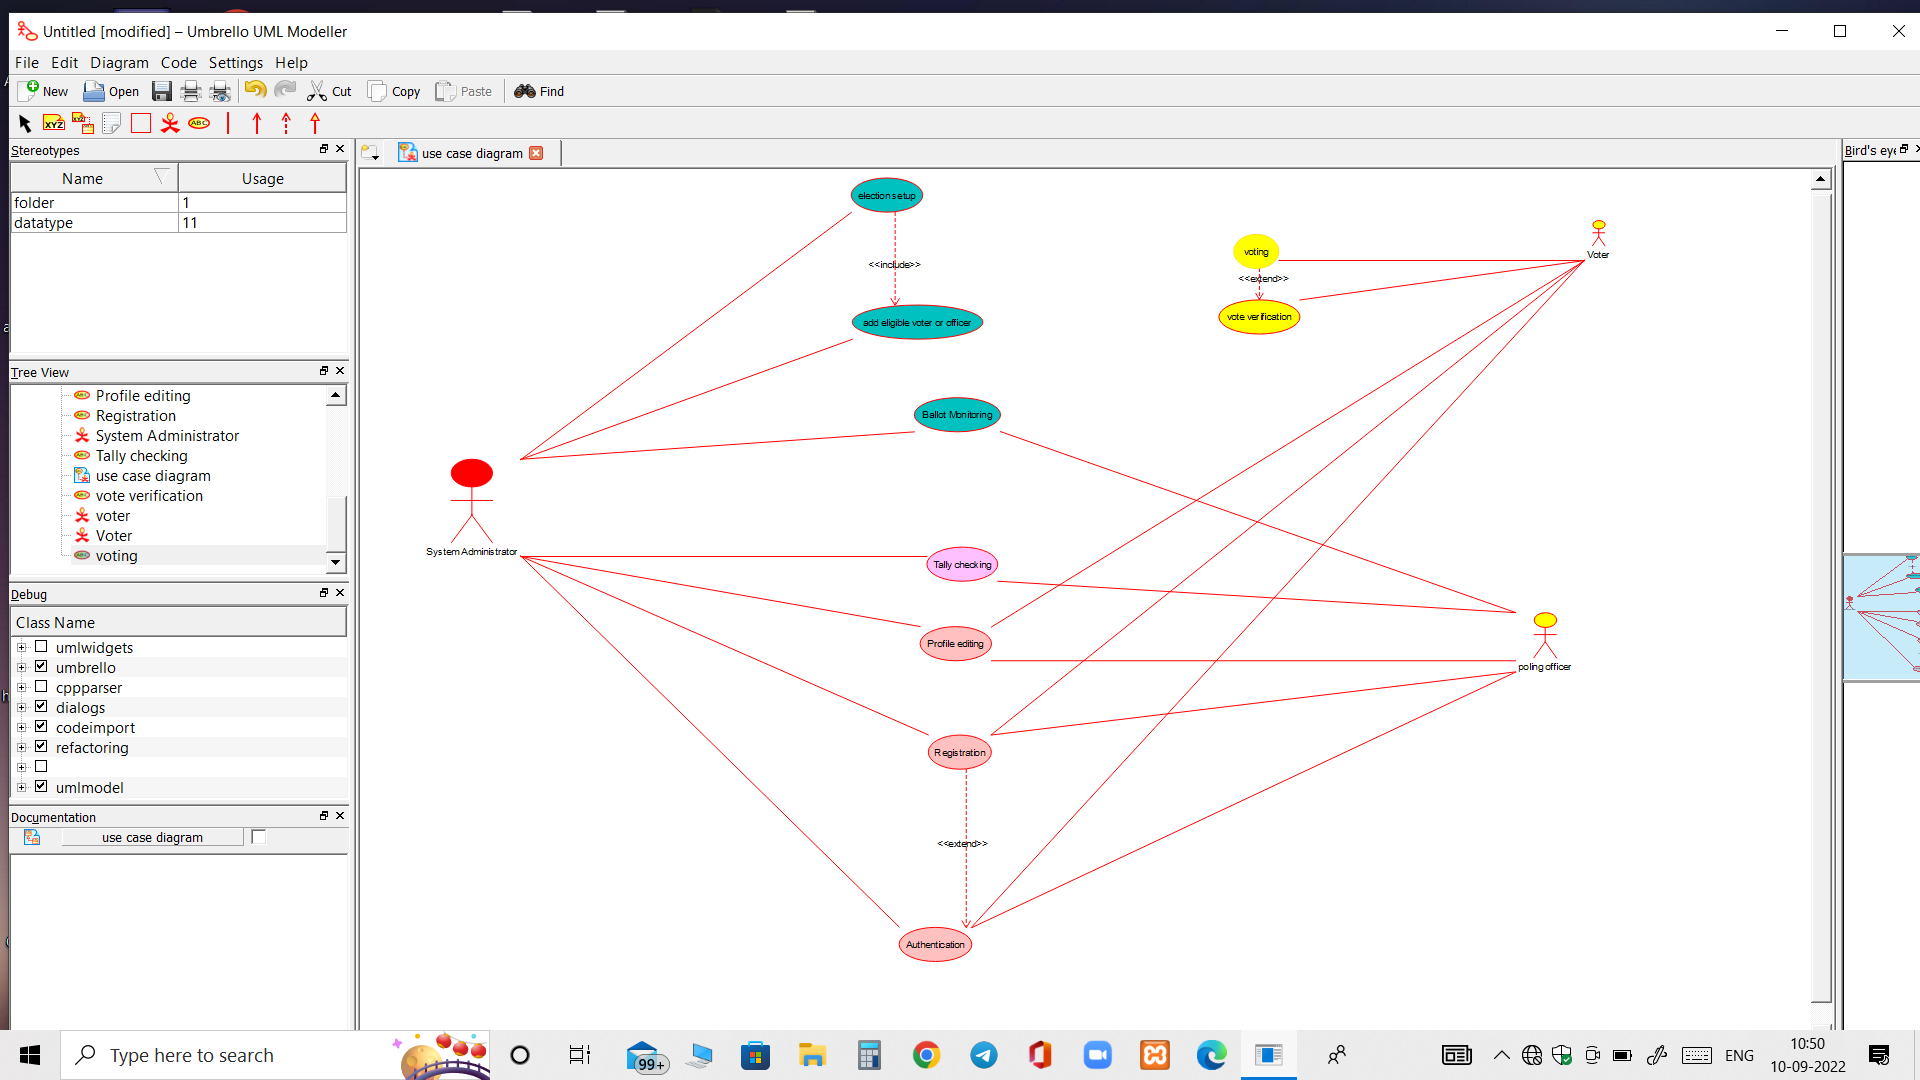 Untitled [modified] – Umbrello UML Modeller
File Edit Diagram Code Settings Help
New Open Cut Copy Paste Find
XYZ XYZ ABC
Stereotypes
Name Usage
folder 1
datatype 11
Tree View
Profile editing
Registration
System Administrator
Tally checking
use case diagram
vote verification
voter
Voter
voting
Debug
Class Name
umlwidgets
umbrello
cppparser
dialogs
codeimport
refactoring
umlmodel
Documentation
use case diagram
use case diagram
election setup
<<include>>
add eligible voter or officer
Ballot Monitoring
System Administrator
Tally checking
Profile editing
Registration
<<extend>>
Authentication
voting
<<extend>>
vote verification
Voter
poling officer
Bird's eye
Type here to search
99+
ENG
10:50
10-09-2022